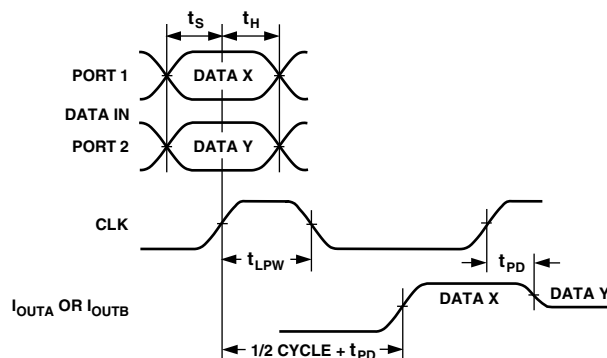 tS tH
PORT 1 DATA X
DATA IN
PORT 2 DATA Y
CLK
tLPW tPD
IOUTA OR IOUTB DATA X DATA Y
1/2 CYCLE + tPD